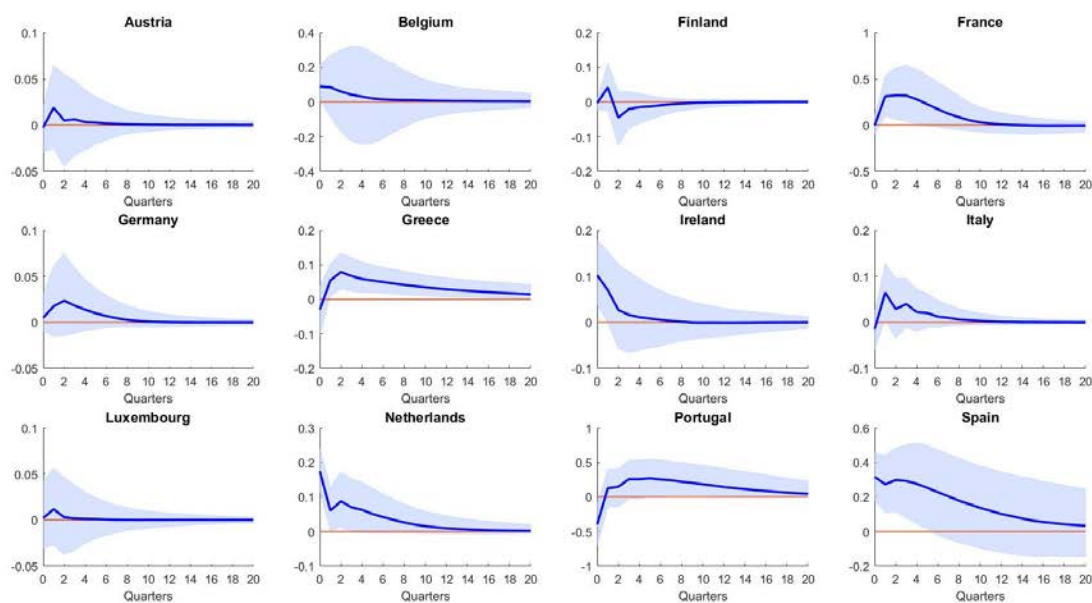 Austria Belgium Finland France
0.1 0.4 0.2 1
0.05 0.2 0.1 0.5
0 0 0 0
-0.2 -0.1
-0.05 -0.4 -0.2 -0.5
0 2 4 6 8 10 12 14 16 18 20 0 2 4 6 8 10 12 14 16 18 20 0 2 4 6 8 10 12 14 16 18 20 0 2 4 6 8 10 12 14 16 18 20
Quarters Quarters Quarters Quarters
Germany Greece Ireland Italy
0.1 0.2 0.2 0.2
0.05 0.1 0.1 0.1
0 0 0 0
-0.1
-0.05 -0.2 -0.1 -0.1
0 2 4 6 8 10 12 14 16 18 20 0 2 4 6 8 10 12 14 16 18 20 0 2 4 6 8 10 12 14 16 18 20 0 2 4 6 8 10 12 14 16 18 20
Quarters Quarters Quarters Quarters
Luxembourg Netherlands Portugal Spain
0.1 0.3 1 0.6
0.05 0.2 0.5 0.4
0.1 0.2
0 0 0 0
-0.5
-0.05 -0.1 -1 -0.2
0 2 4 6 8 10 12 14 16 18 20 0 2 4 6 8 10 12 14 16 18 20 0 2 4 6 8 10 12 14 16 18 20 0 2 4 6 8 10 12 14 16 18 20
Quarters Quarters Quarters Quarters